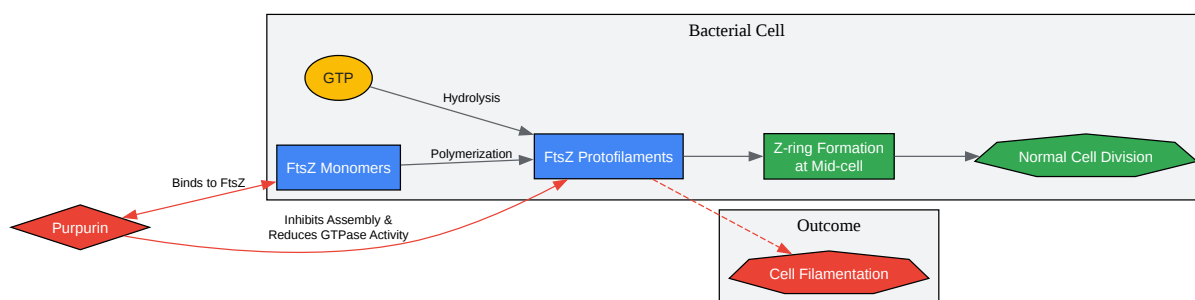 Bacterial Cell
GTP
Hydrolysis
FtsZ Monomers
Polymerization
FtsZ Protofilaments
Z-ring Formation
at Mid-cell
Normal Cell Division
Binds to FtsZ
Purpurin
Inhibits Assembly &
Reduces GTPase Activity
Outcome
Cell Filamentation